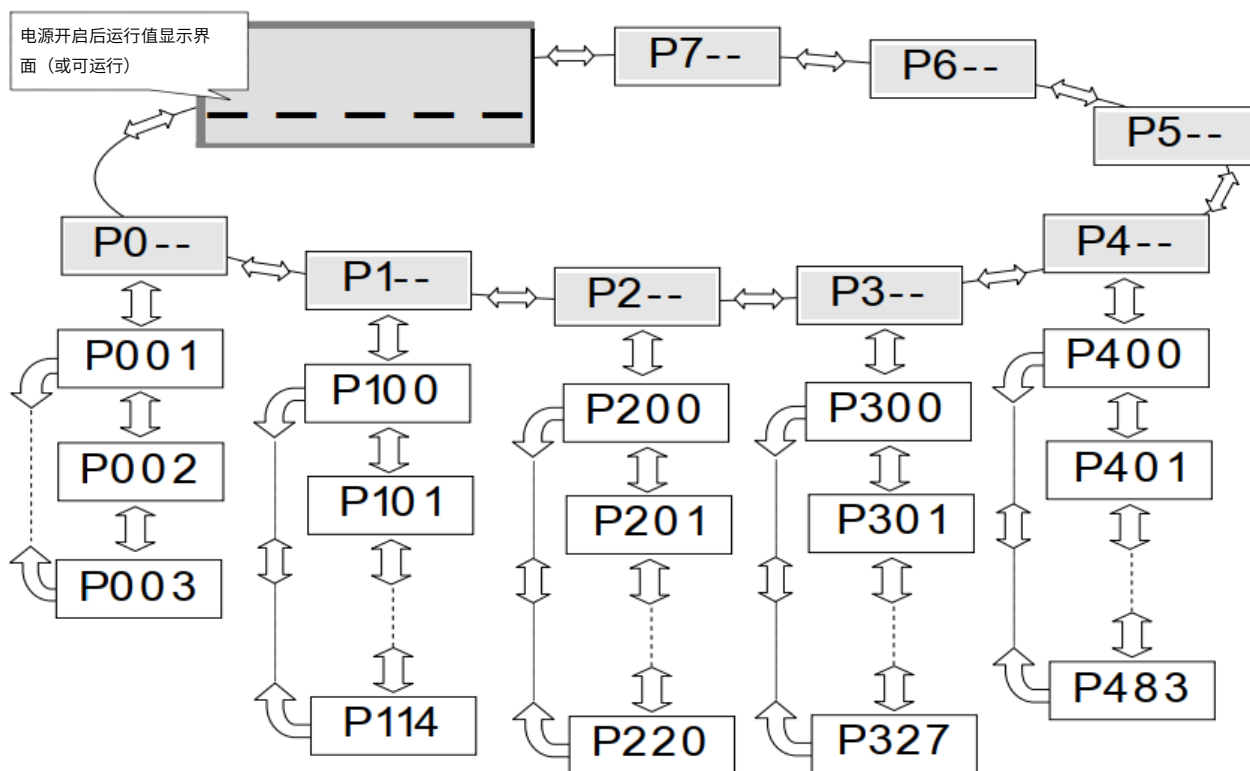 电源开启后运行值显示界
面（或可运行）
P7--
P6--
P5--
P0--
P1--
P2--
P3--
P4--
P001
P002
P003
P100
P101
P114
P200
P201
P220
P300
P301
P327
P400
P401
P483